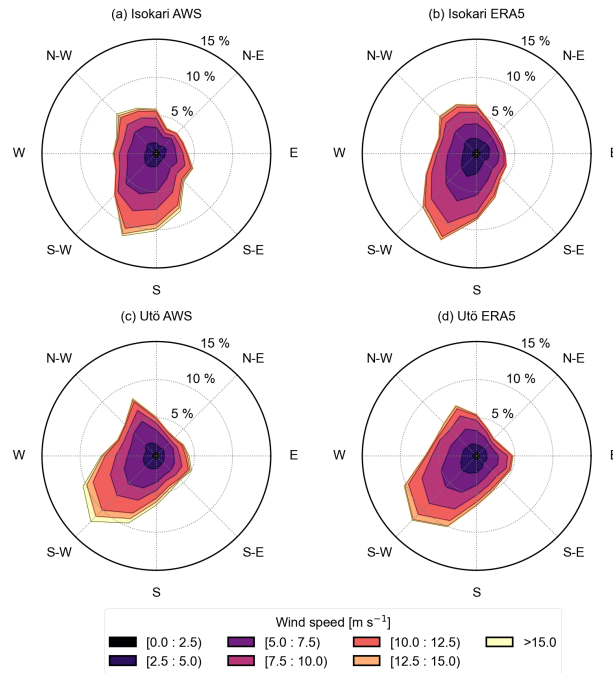 (a) Isokari AWS
(b) Isokari ERA5
15 %
15 %
N-W
N-E
N-W
N-E
10 %
10 %
5 %
5 %
W
E
W
E
S-W
S-E
S-W
S-E
S
S
(c) Utö AWS
(d) Utö ERA5
15 %
15 %
N-W
N-E
N-W
N-E
10 %
10 %
5 %
5 %
W
E
W
E
S-W
S-E
S-W
S-E
S
S
Wind speed [m s⁻¹]
[0.0 : 2.5) [5.0 : 7.5) [10.0 : 12.5) >15.0
[2.5 : 5.0) [7.5 : 10.0) [12.5 : 15.0)